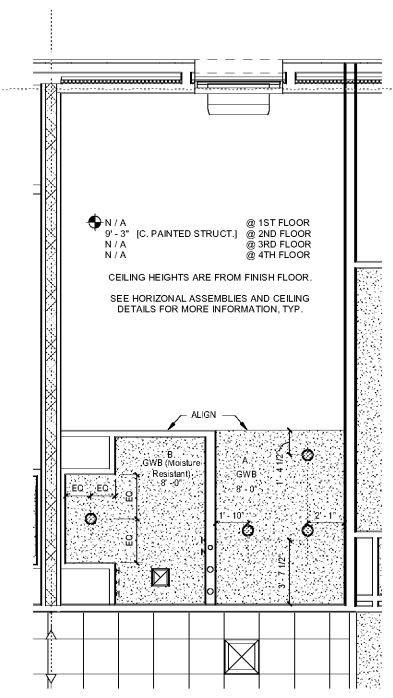 N / A @ 1ST FLOOR
9' - 3" [C. PAINTED STRUCT.] @ 2ND FLOOR
N / A @ 3RD FLOOR
N / A @ 4TH FLOOR
CEILING HEIGHTS ARE FROM FINISH FLOOR.
SEE HORIZONAL ASSEMBLIES AND CEILING
DETAILS FOR MORE INFORMATION, TYP.
ALIGN
B.
GWB (Moisture
Resistant)
8' - 0"
A.
GWB
8' - 0"
1' - 4 1/2"
EQ EQ
EQ
EQ
1' - 10"
2' - 1"
3' - 7 1/2"